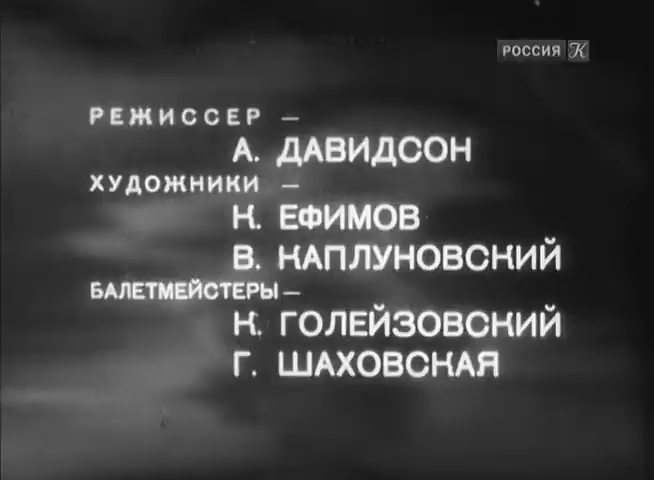 РОССИЯ К
РЕЖИССЕР —
А. ДАВИДСОН
ХУДОЖНИКИ —
К. ЕФИМОВ
В. КАПЛУНОВСКИЙ
БАЛЕТМЕЙСТЕРЫ —
К. ГОЛЕЙЗОВСКИЙ
Г. ШАХОВСКАЯ